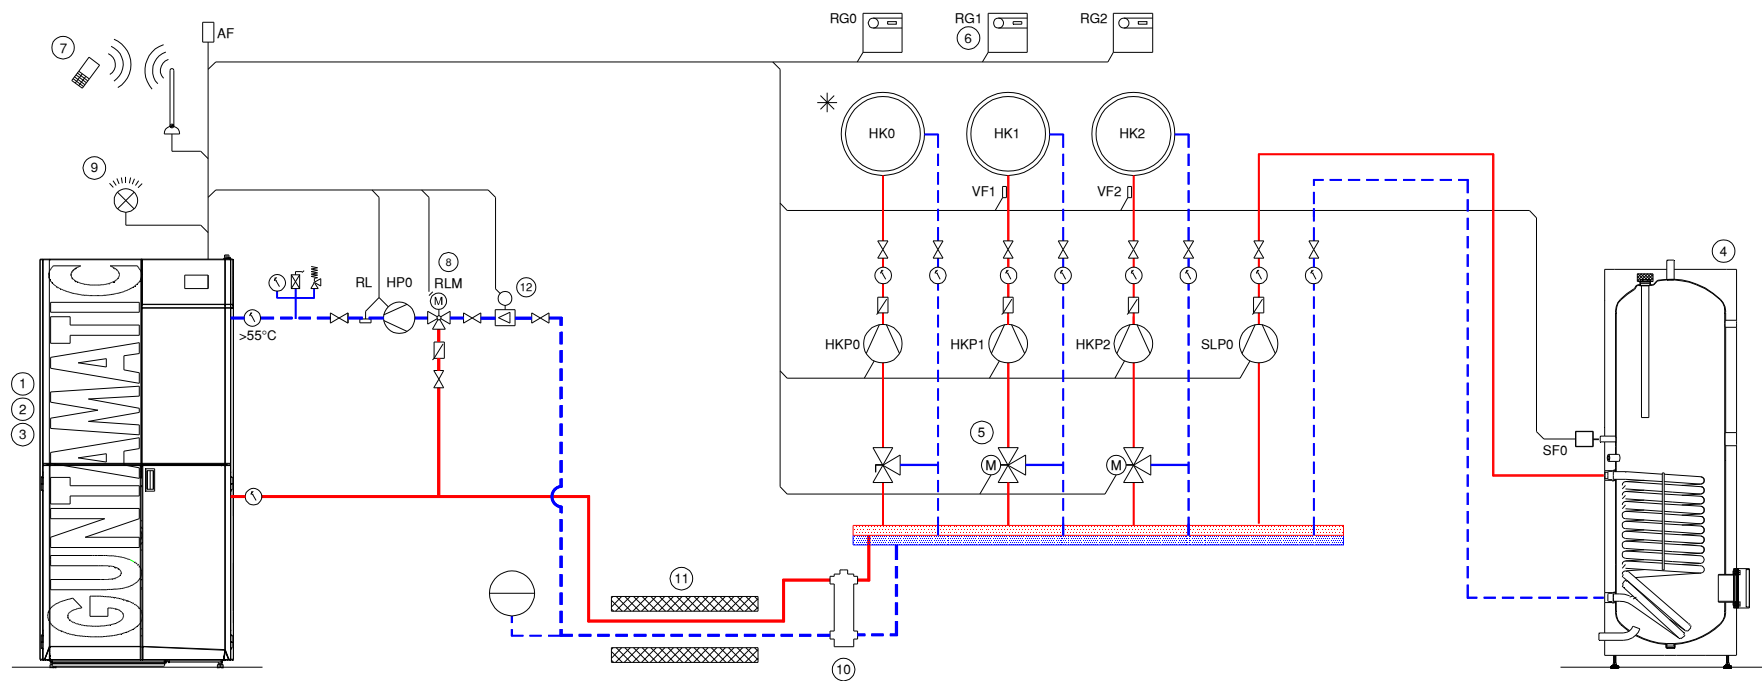 RG0
RG1
RG2
7
AF
6
HK0
HK1
HK2
9
VF1
VF2
4
8
RL
HP0
RLM
12
M
>55°C
HKP0
HKP1
HKP2
SLP0
1
2
3
5
SF0
M
M
GUNTAMATIC
11
10